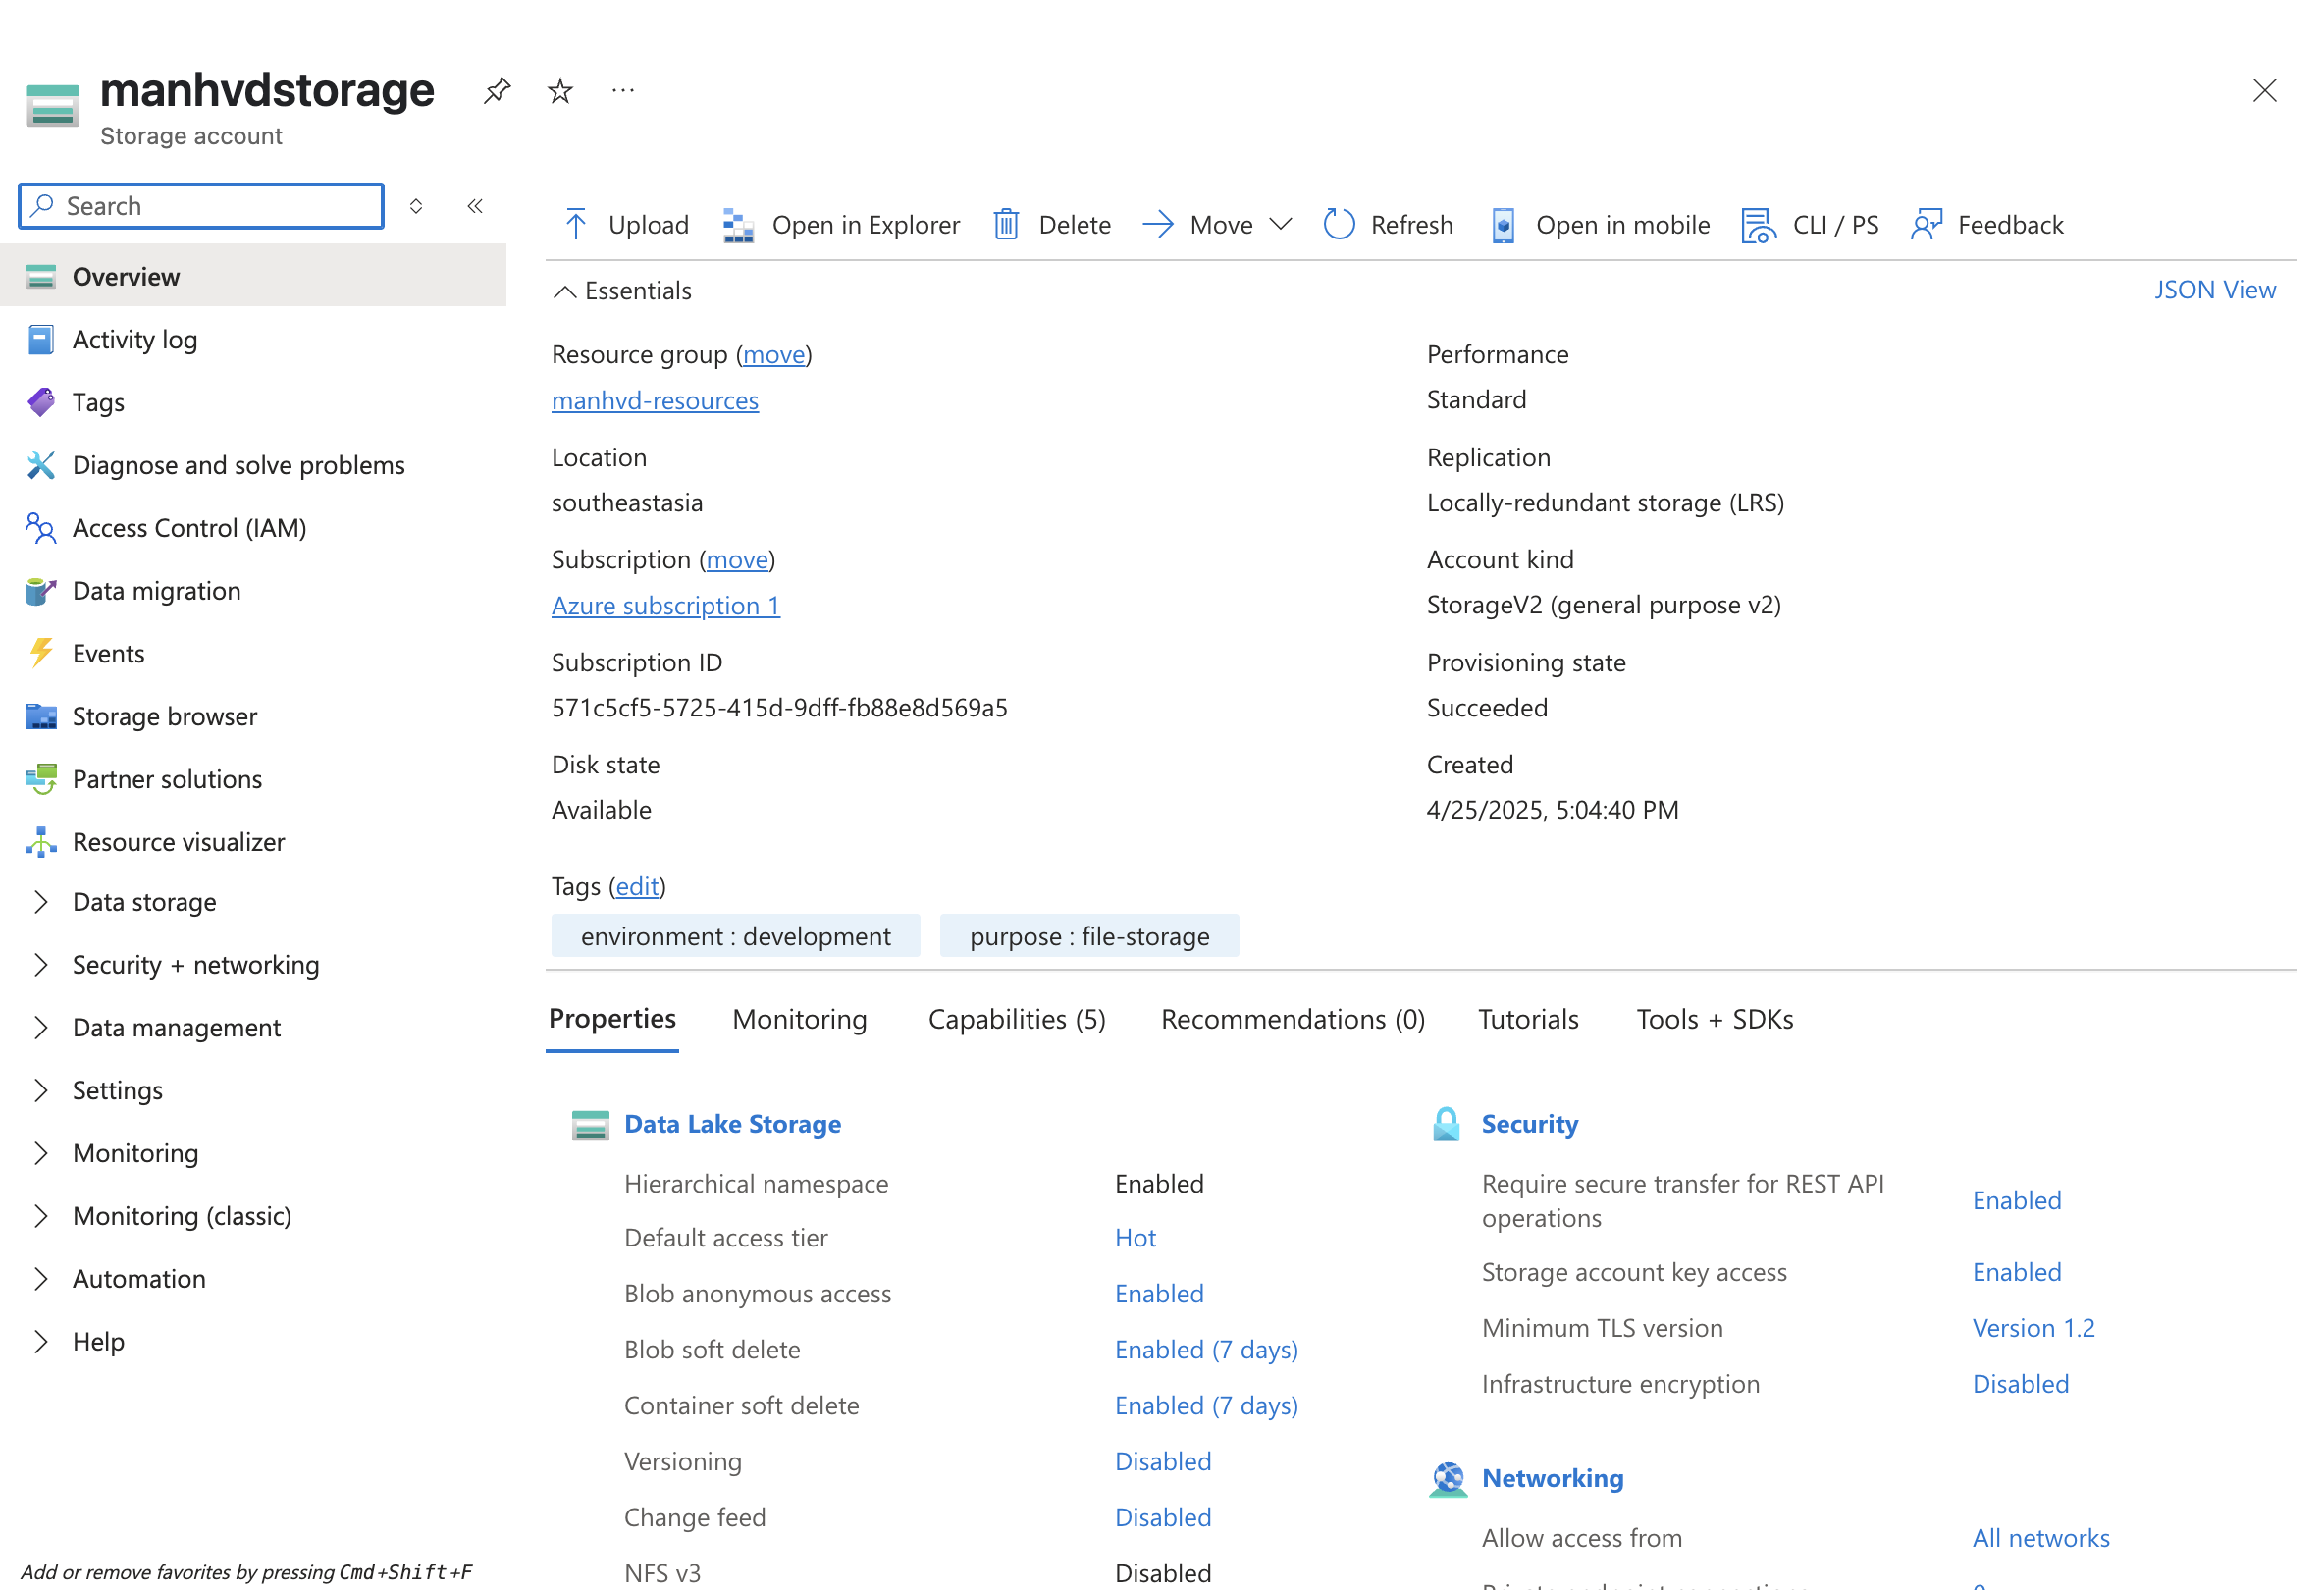 manhvdstorage
Storage account
Search
Overview
Activity log
Tags
Diagnose and solve problems
Access Control (IAM)
Data migration
Events
Storage browser
Partner solutions
Resource visualizer
Data storage
Security + networking
Data management
Settings
Monitoring
Monitoring (classic)
Automation
Help
Add or remove favorites by pressing Cmd+Shift+F
Upload Open in Explorer Delete Move Refresh Open in mobile CLI / PS Feedback
Essentials JSON View
Resource group (move)
manhvd-resources
Location
southeastasia
Subscription (move)
Azure subscription 1
Subscription ID
571c5cf5-5725-415d-9dff-fb88e8d569a5
Disk state
Available
Performance
Standard
Replication
Locally-redundant storage (LRS)
Account kind
StorageV2 (general purpose v2)
Provisioning state
Succeeded
Created
4/25/2025, 5:04:40 PM
Tags (edit)
environment : development purpose : file-storage
Properties Monitoring Capabilities (5) Recommendations (0) Tutorials Tools + SDKs
Data Lake Storage
Hierarchical namespace Enabled
Default access tier Hot
Blob anonymous access Enabled
Blob soft delete Enabled (7 days)
Container soft delete Enabled (7 days)
Versioning Disabled
Change feed Disabled
NFS v3 Disabled
Security
Require secure transfer for REST API
operations Enabled
Storage account key access Enabled
Minimum TLS version Version 1.2
Infrastructure encryption Disabled
Networking
Allow access from All networks